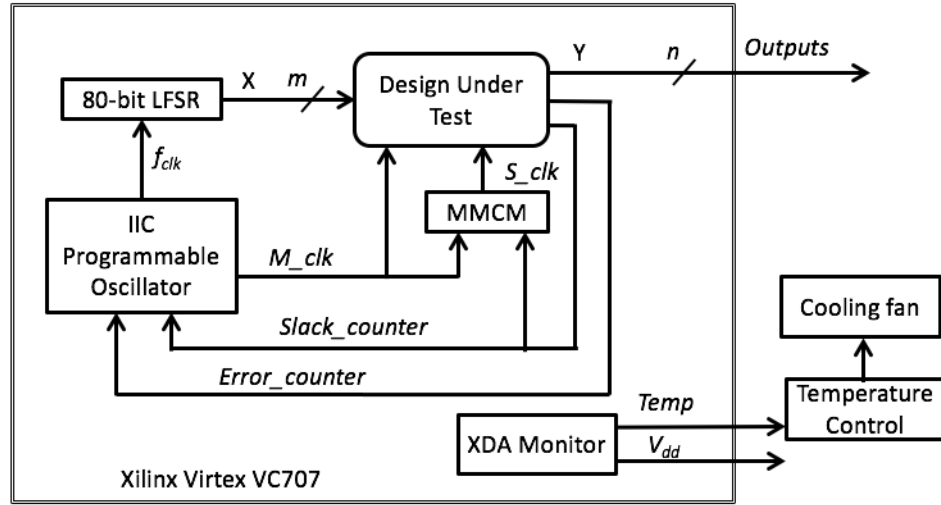 Y n Outputs
X m
80-bit LFSR
Design Under
Test
f_clk
S_clk
IIC
Programmable
Oscillator
MMCM
M_clk
Slack_counter
Error_counter
Cooling fan
Temp
Temperature
Control
XDA Monitor
V_dd
Xilinx Virtex VC707